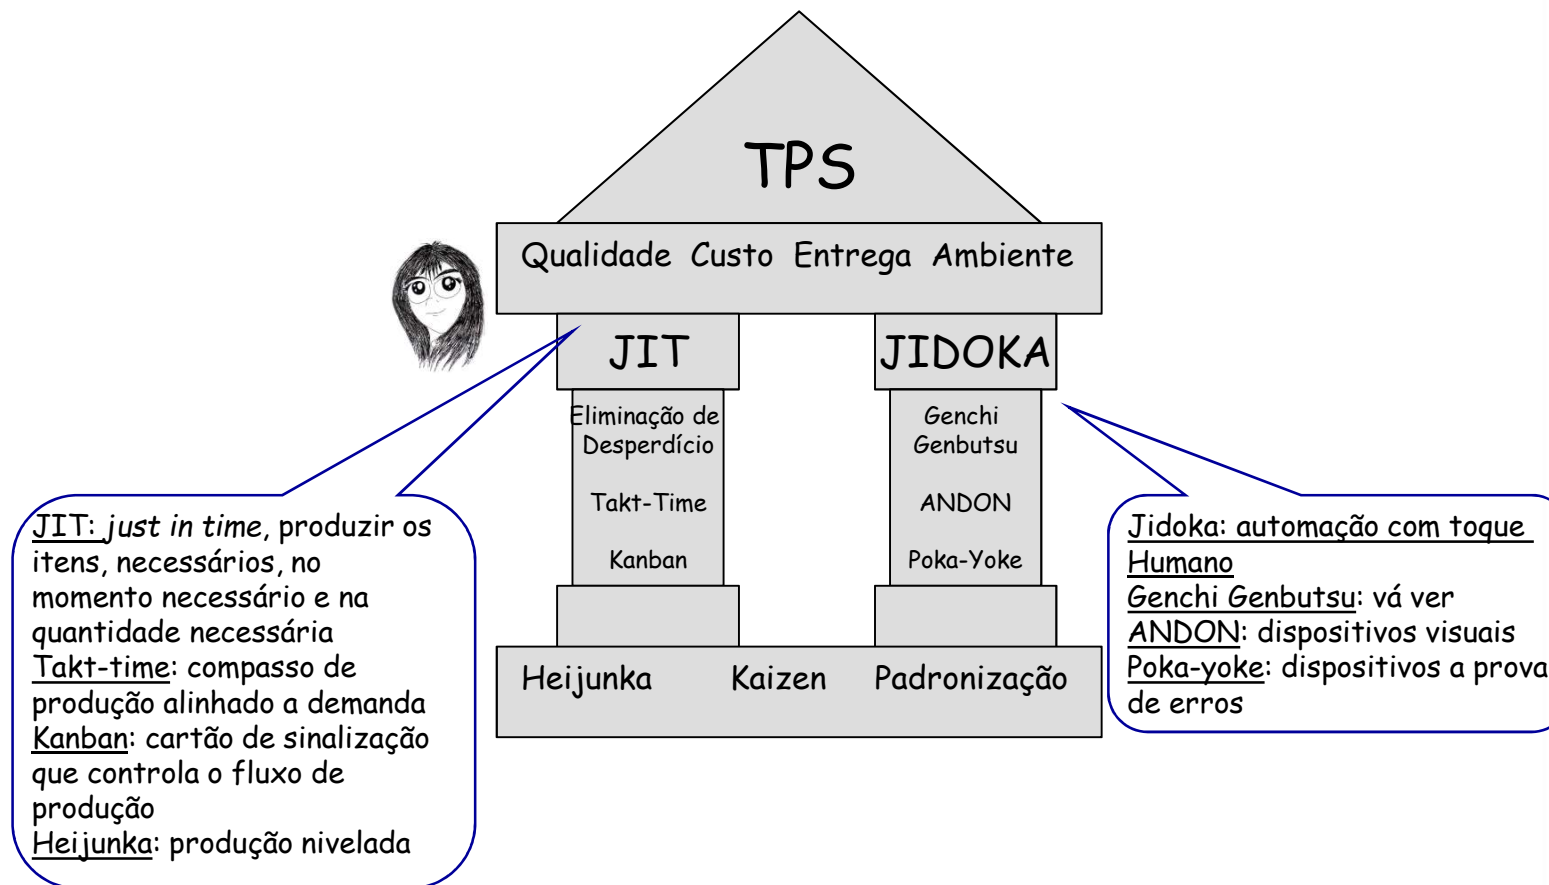 TPS
Qualidade Custo Entrega Ambiente
JIT
JIDOKA
Eliminação de
Desperdício
Takt-Time
Kanban
Genchi
Genbutsu
ANDON
Poka-Yoke
Heijunka Kaizen Padronização
JIT: just in time, produzir os
itens, necessários, no
momento necessário e na
quantidade necessária
Takt-time: compasso de
produção alinhado a demanda
Kanban: cartão de sinalização
que controla o fluxo de
produção
Heijunka: produção nivelada
Jidoka: automação com toque
Humano
Genchi Genbutsu: vá ver
ANDON: dispositivos visuais
Poka-yoke: dispositivos a prova
de erros